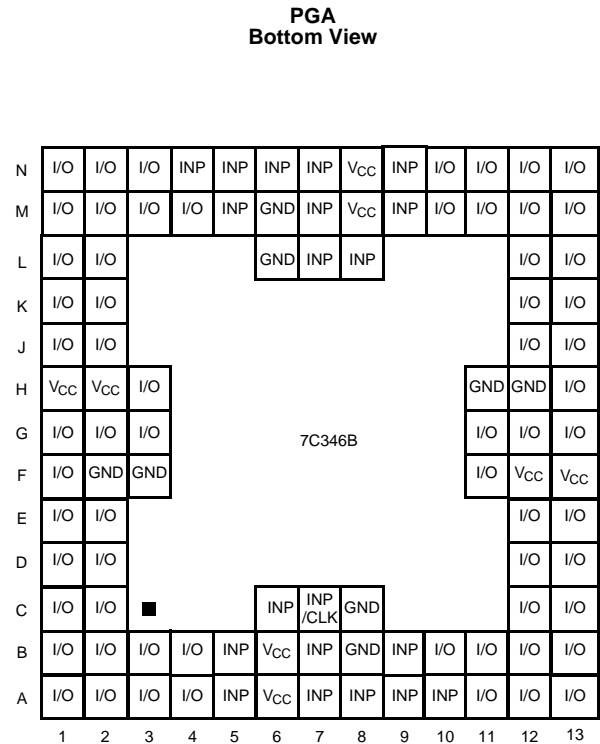 PGA
Bottom View
N I/O I/O I/O INP INP INP INP VCC INP I/O I/O I/O I/O
M I/O I/O I/O I/O INP GND INP VCC INP I/O I/O I/O I/O
L I/O I/O GND INP INP I/O I/O
K I/O I/O I/O I/O
J I/O I/O I/O I/O
H VCC VCC I/O GND GND I/O
G I/O I/O I/O 7C346B I/O I/O I/O
F I/O GND GND I/O VCC VCC
E I/O I/O I/O I/O
D I/O I/O I/O I/O
C I/O I/O INP INP /CLK GND I/O I/O
B I/O I/O I/O I/O INP VCC INP GND INP I/O I/O I/O I/O
A I/O I/O I/O I/O INP VCC INP INP INP INP I/O I/O I/O
1 2 3 4 5 6 7 8 9 10 11 12 13